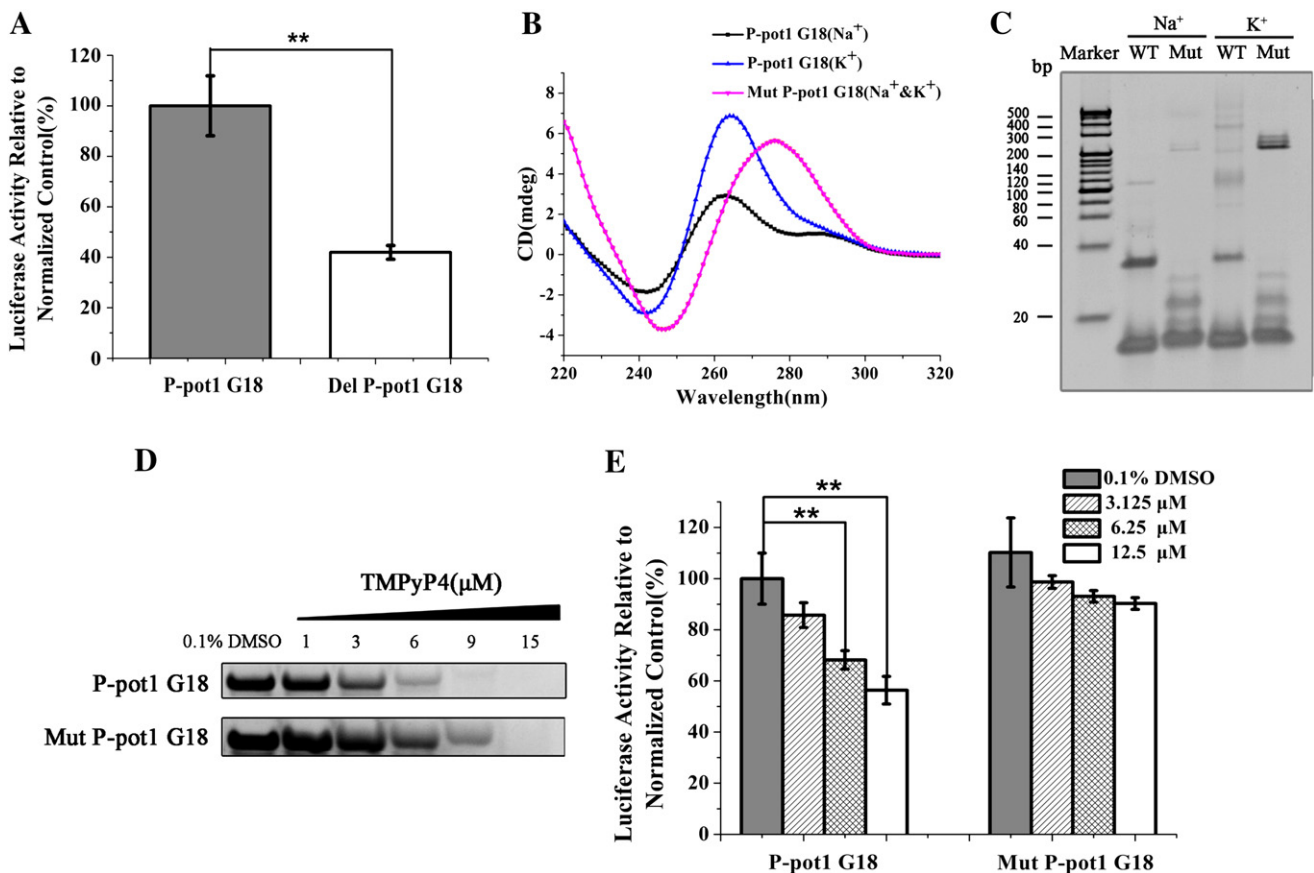 A
**
Luciferase Activity Relative to
Normalized Control(%)
120
100
80
60
40
20
0
P-pot1 G18
Del P-pot1 G18
B
P-pot1 G18(Na⁺)
P-pot1 G18(K⁺)
Mut P-pot1 G18(Na⁺&K⁺)
CD(mdeg)
6
4
2
0
-2
-4
220
240
260
280
300
320
Wavelength(nm)
C
Na⁺
K⁺
Marker
WT
Mut
WT
Mut
bp
500
400
300
200
140
120
100
80
60
40
20
D
TMPyP4(μM)
0.1% DMSO
1
3
6
9
15
P-pot1 G18
Mut P-pot1 G18
E
0.1% DMSO
3.125 μM
6.25 μM
12.5 μM
**
**
Luciferase Activity Relative to
Normalized Control(%)
120
100
80
60
40
20
0
P-pot1 G18
Mut P-pot1 G18